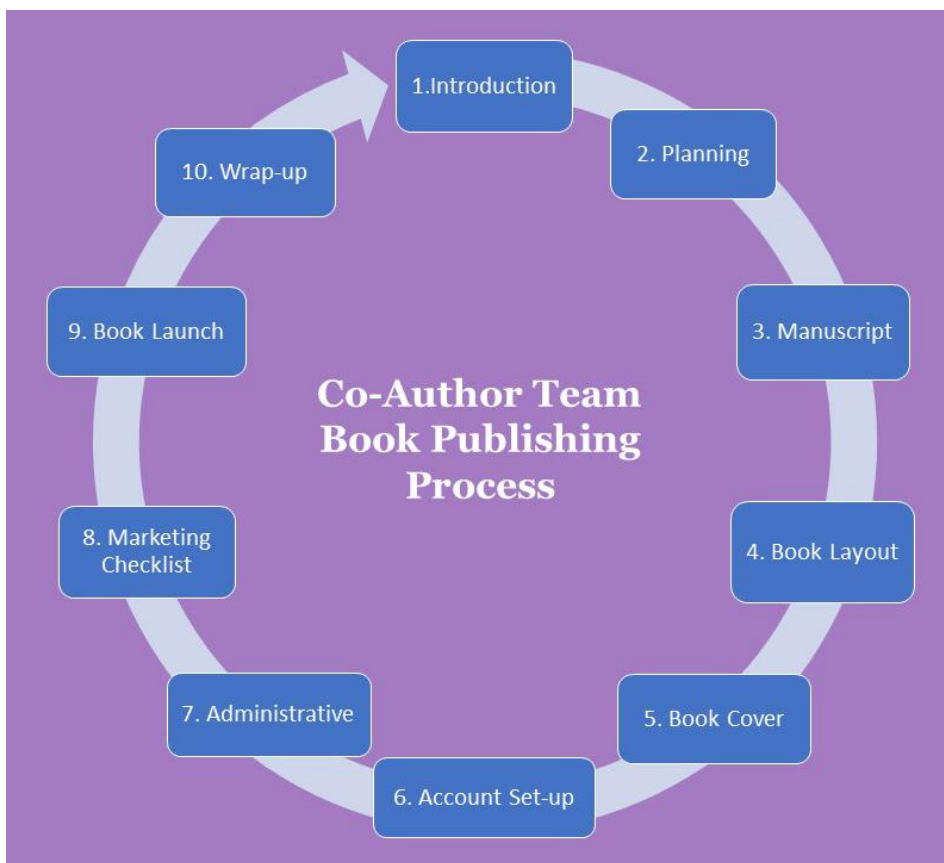 1.Introduction
2. Planning
3. Manuscript
4. Book Layout
5. Book Cover
6. Account Set-up
7. Administrative
8. Marketing
Checklist
9. Book Launch
10. Wrap-up
Co-Author Team
Book Publishing
Process